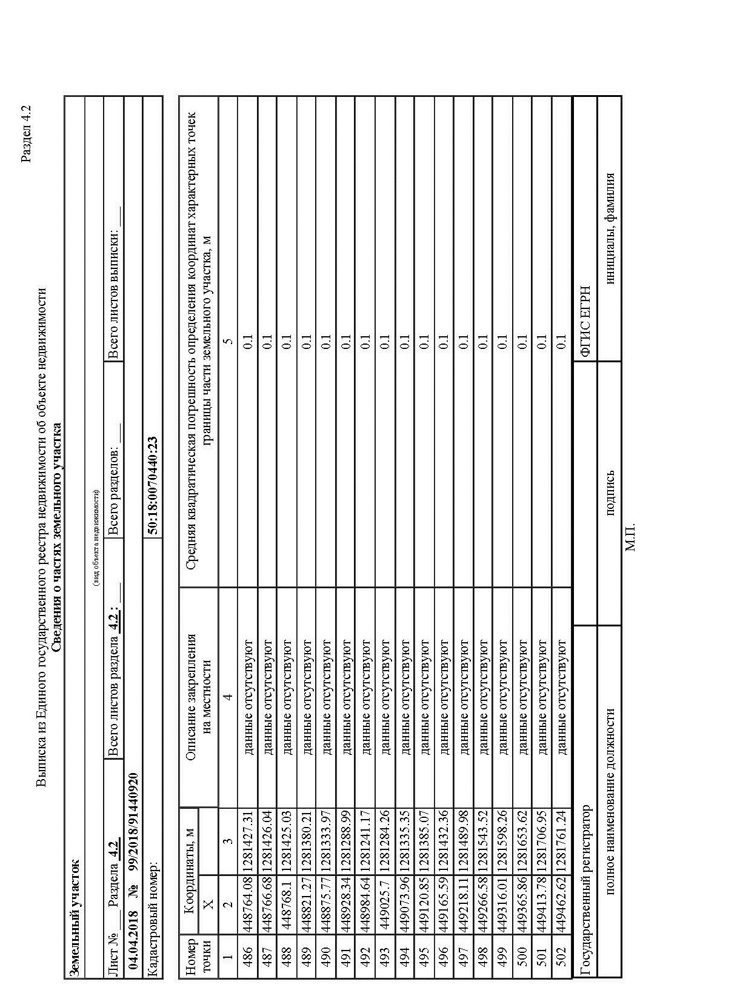 Раздел 4.2
Выписка из Единого государственного реестра недвижимости об объекте недвижимости
Сведения о частях земельного участка
Земельный участок
(вид объекта недвижимости)
Лист № ___ Раздела 4.2 Всего листов раздела 4.2 : ___ Всего разделов: ___ Всего листов выписки: ___
04.04.2018 № 99/2018/91440920
Кадастровый номер: 50:18:0070440:23
Номер Координаты, м Описание закрепления Средняя квадратическая погрешность определения координат характерных точек
точки X на местности границы части земельного участка, м
1 2 3 4 5
486 448764.08 1281427.31 данные отсутствуют 0.1
487 448766.68 1281426.04 данные отсутствуют 0.1
488 448768.1 1281425.03 данные отсутствуют 0.1
489 448821.27 1281380.21 данные отсутствуют 0.1
490 448875.77 1281333.97 данные отсутствуют 0.1
491 448928.34 1281288.99 данные отсутствуют 0.1
492 448984.64 1281241.17 данные отсутствуют 0.1
493 449025.7 1281284.26 данные отсутствуют 0.1
494 449073.96 1281335.35 данные отсутствуют 0.1
495 449120.85 1281385.07 данные отсутствуют 0.1
496 449165.59 1281432.36 данные отсутствуют 0.1
497 449218.11 1281489.98 данные отсутствуют 0.1
498 449266.58 1281543.52 данные отсутствуют 0.1
499 449316.01 1281598.26 данные отсутствуют 0.1
500 449365.86 1281653.62 данные отсутствуют 0.1
501 449413.78 1281706.95 данные отсутствуют 0.1
502 449462.62 1281761.24 данные отсутствуют 0.1
Государственный регистратор ФГИС ЕГРН
полное наименование должности подпись инициалы, фамилия
М.П.